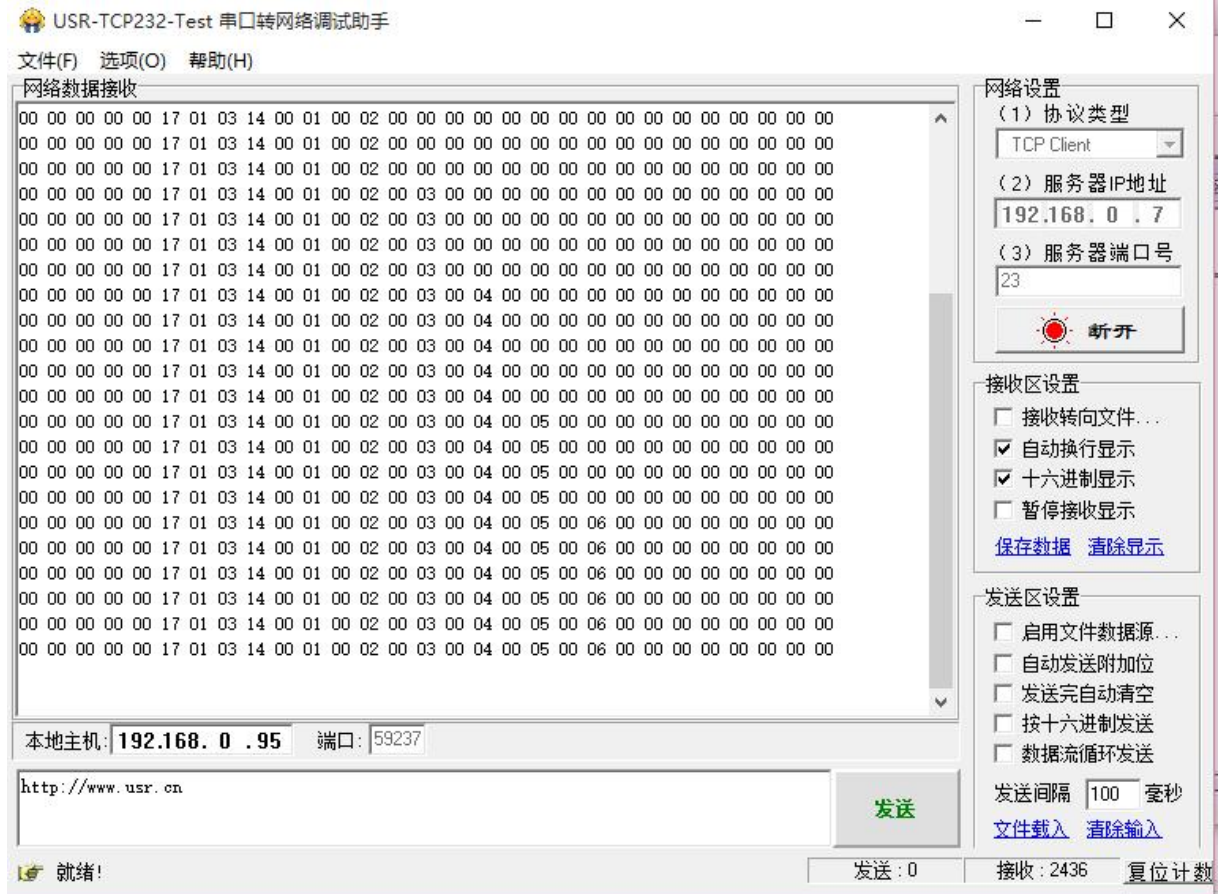 USR-TCP232-Test 串口转网络调试助手
文件(F) 选项(O) 帮助(H)
网络数据接收
00 00 00 00 00 17 01 03 14 00 01 00 02 00 00 00 00 00 00 00 00 00 00 00 00 00 00 00 00
00 00 00 00 00 17 01 03 14 00 01 00 02 00 00 00 00 00 00 00 00 00 00 00 00 00 00 00 00
00 00 00 00 00 17 01 03 14 00 01 00 02 00 00 00 00 00 00 00 00 00 00 00 00 00 00 00 00
00 00 00 00 00 17 01 03 14 00 01 00 02 00 03 00 00 00 00 00 00 00 00 00 00 00 00 00 00
00 00 00 00 00 17 01 03 14 00 01 00 02 00 03 00 00 00 00 00 00 00 00 00 00 00 00 00 00
00 00 00 00 00 17 01 03 14 00 01 00 02 00 03 00 00 00 00 00 00 00 00 00 00 00 00 00 00
00 00 00 00 00 17 01 03 14 00 01 00 02 00 03 00 00 00 00 00 00 00 00 00 00 00 00 00 00
00 00 00 00 00 17 01 03 14 00 01 00 02 00 03 00 04 00 00 00 00 00 00 00 00 00 00 00 00
00 00 00 00 00 17 01 03 14 00 01 00 02 00 03 00 04 00 00 00 00 00 00 00 00 00 00 00 00
00 00 00 00 00 17 01 03 14 00 01 00 02 00 03 00 04 00 00 00 00 00 00 00 00 00 00 00 00
00 00 00 00 00 17 01 03 14 00 01 00 02 00 03 00 04 00 00 00 00 00 00 00 00 00 00 00 00
00 00 00 00 00 17 01 03 14 00 01 00 02 00 03 00 04 00 00 00 00 00 00 00 00 00 00 00 00
00 00 00 00 00 17 01 03 14 00 01 00 02 00 03 00 04 00 05 00 00 00 00 00 00 00 00 00 00
00 00 00 00 00 17 01 03 14 00 01 00 02 00 03 00 04 00 05 00 00 00 00 00 00 00 00 00 00
00 00 00 00 00 17 01 03 14 00 01 00 02 00 03 00 04 00 05 00 00 00 00 00 00 00 00 00 00
00 00 00 00 00 17 01 03 14 00 01 00 02 00 03 00 04 00 05 00 00 00 00 00 00 00 00 00 00
00 00 00 00 00 17 01 03 14 00 01 00 02 00 03 00 04 00 05 00 06 00 00 00 00 00 00 00 00
00 00 00 00 00 17 01 03 14 00 01 00 02 00 03 00 04 00 05 00 06 00 00 00 00 00 00 00 00
00 00 00 00 00 17 01 03 14 00 01 00 02 00 03 00 04 00 05 00 06 00 00 00 00 00 00 00 00
00 00 00 00 00 17 01 03 14 00 01 00 02 00 03 00 04 00 05 00 06 00 00 00 00 00 00 00 00
00 00 00 00 00 17 01 03 14 00 01 00 02 00 03 00 04 00 05 00 06 00 00 00 00 00 00 00 00
00 00 00 00 00 17 01 03 14 00 01 00 02 00 03 00 04 00 05 00 06 00 00 00 00 00 00 00 00
本地主机: 192.168. 0 .95 端口: 59237
http://www.usr.cn
发送
网络设置
(1) 协议类型
TCP Client
(2) 服务器IP地址
192.168. 0 . 7
(3) 服务器端口号
23
断开
接收区设置
接收转向文件...
自动换行显示
十六进制显示
暂停接收显示
保存数据 清除显示
发送区设置
启用文件数据源...
自动发送附加位
发送完自动清空
按十六进制发送
数据流循环发送
发送间隔 100 毫秒
文件载入 清除输入
就绪! 发送 : 0 接收 : 2436 复位计数